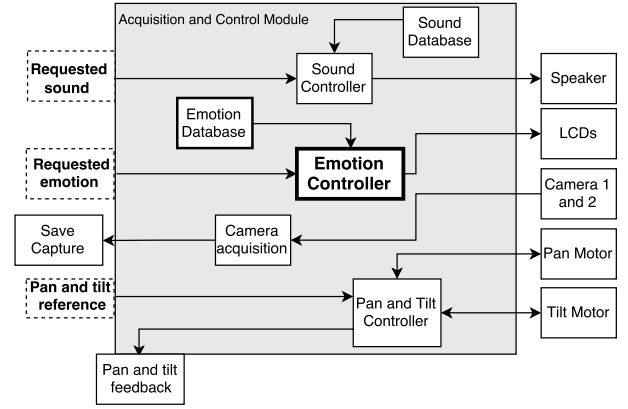 Acquisition and Control Module
Sound
Database
Requested
sound
Sound
Controller
Speaker
Emotion
Database
LCDs
Requested
emotion
Emotion
Controller
Camera 1
and 2
Save
Capture
Camera
acquisition
Pan Motor
Pan and tilt
reference
Pan and Tilt
Controller
Tilt Motor
Pan and tilt
feedback